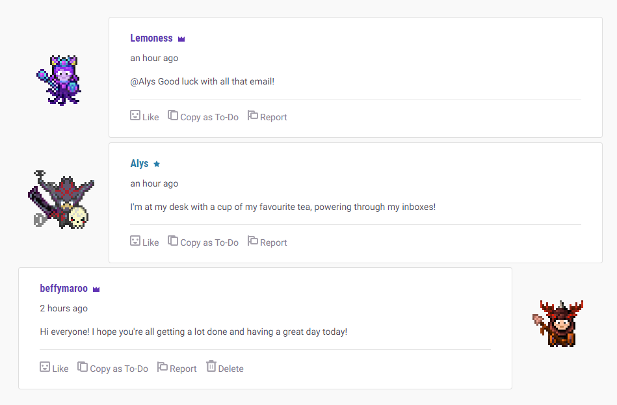 Lemoness
an hour ago
@Alys Good luck with all that email!
Like Copy as To-Do Report
Alys
an hour ago
I'm at my desk with a cup of my favourite tea, powering through my inboxes!
Like Copy as To-Do Report
beffymaroo
2 hours ago
Hi everyone! I hope you're all getting a lot done and having a great day today!
Like Copy as To-Do Report Delete